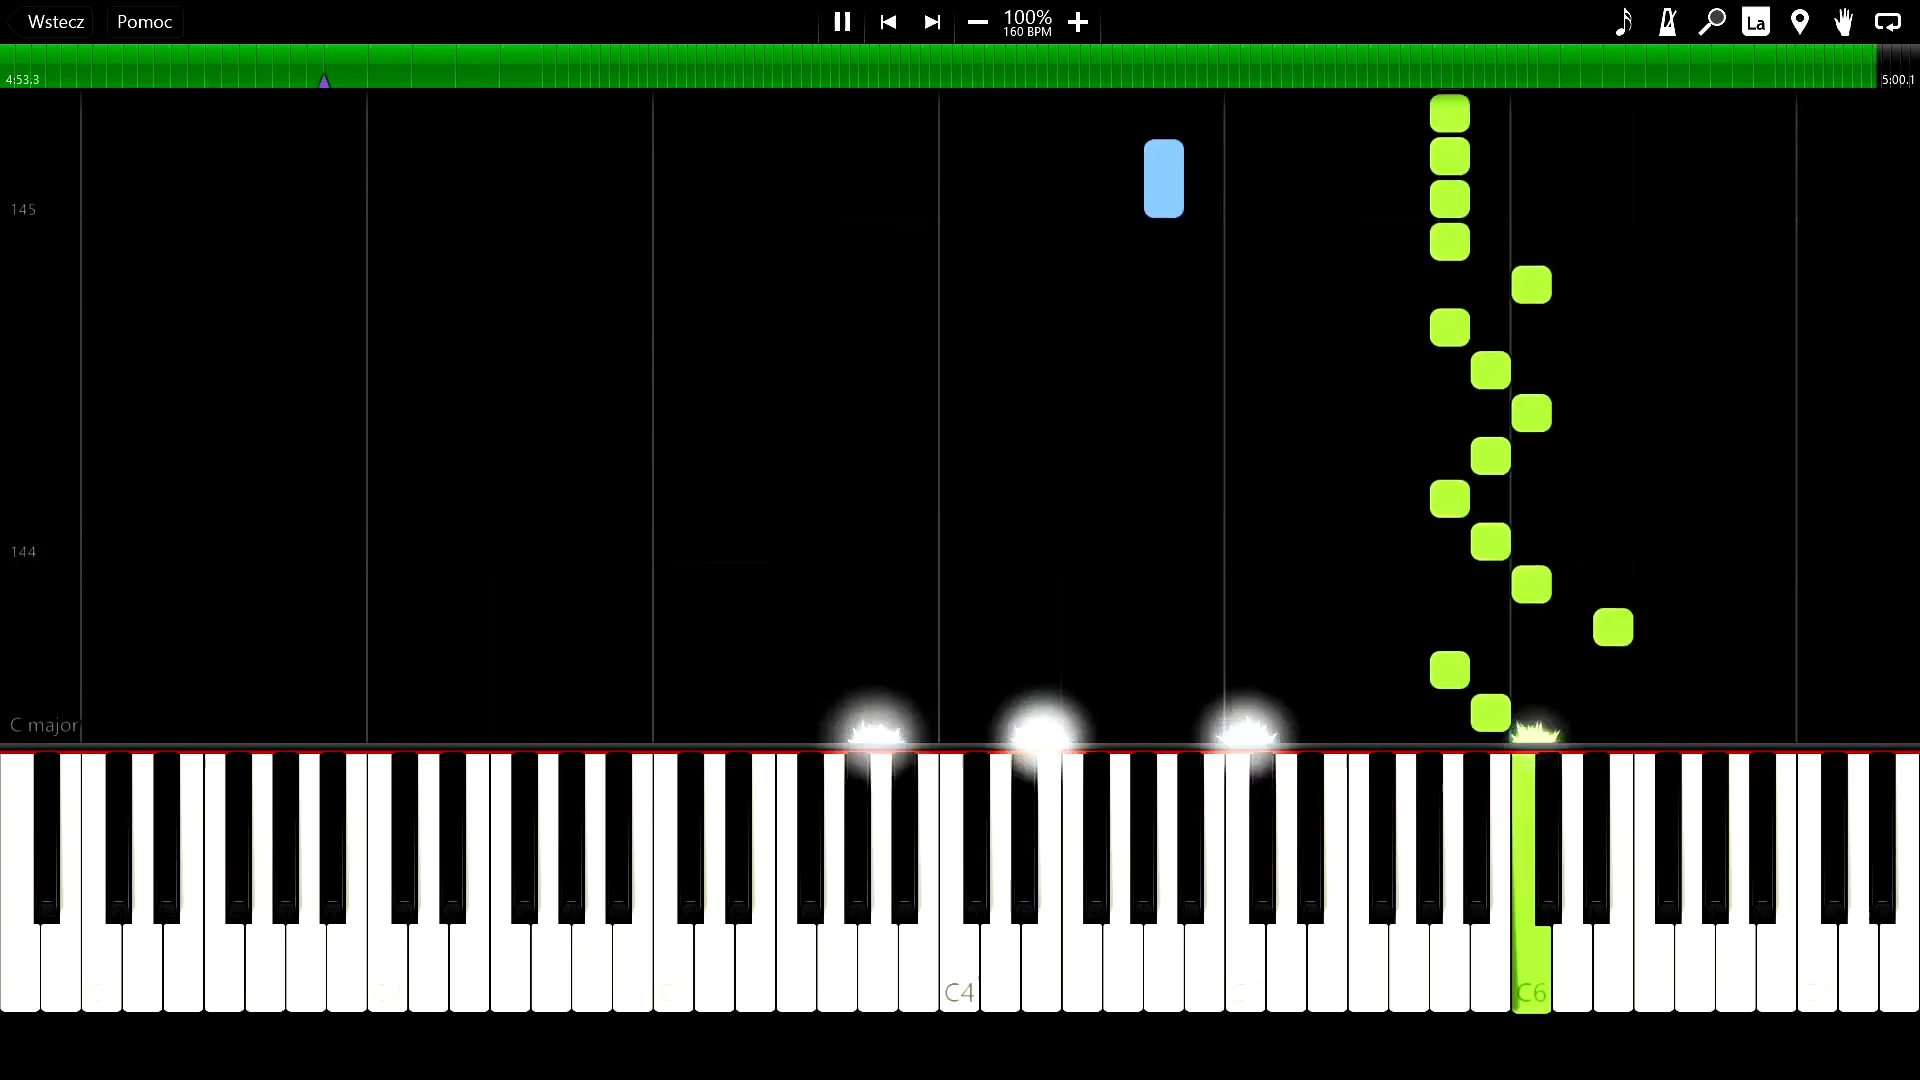 Wstecz
Pomoc
100%
160 BPM
La
4:53.3
5:00.1
145
144
C major
C4
C6